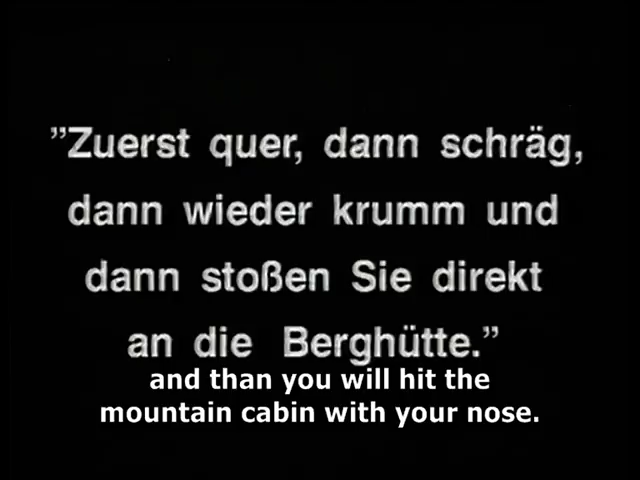 ”Zuerst quer, dann schräg,
dann wieder krumm und
dann stoßen Sie direkt
an die Berghütte.”
and than you will hit the
mountain cabin with your nose.